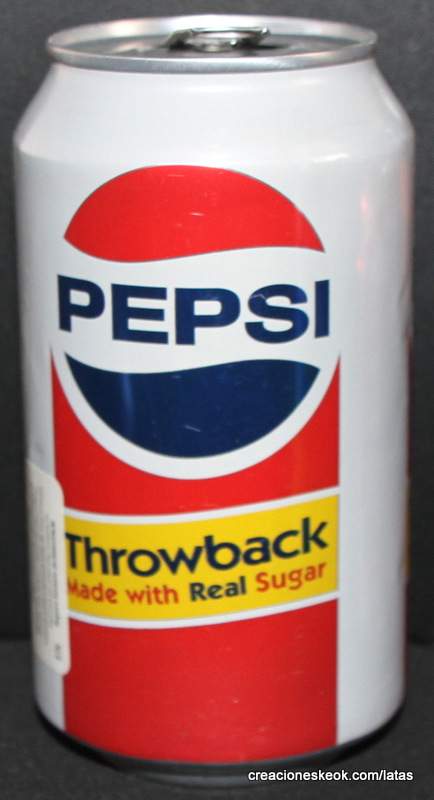 PEPSI
Throwback
Made with Real Sugar
creacioneskeok.com/latas